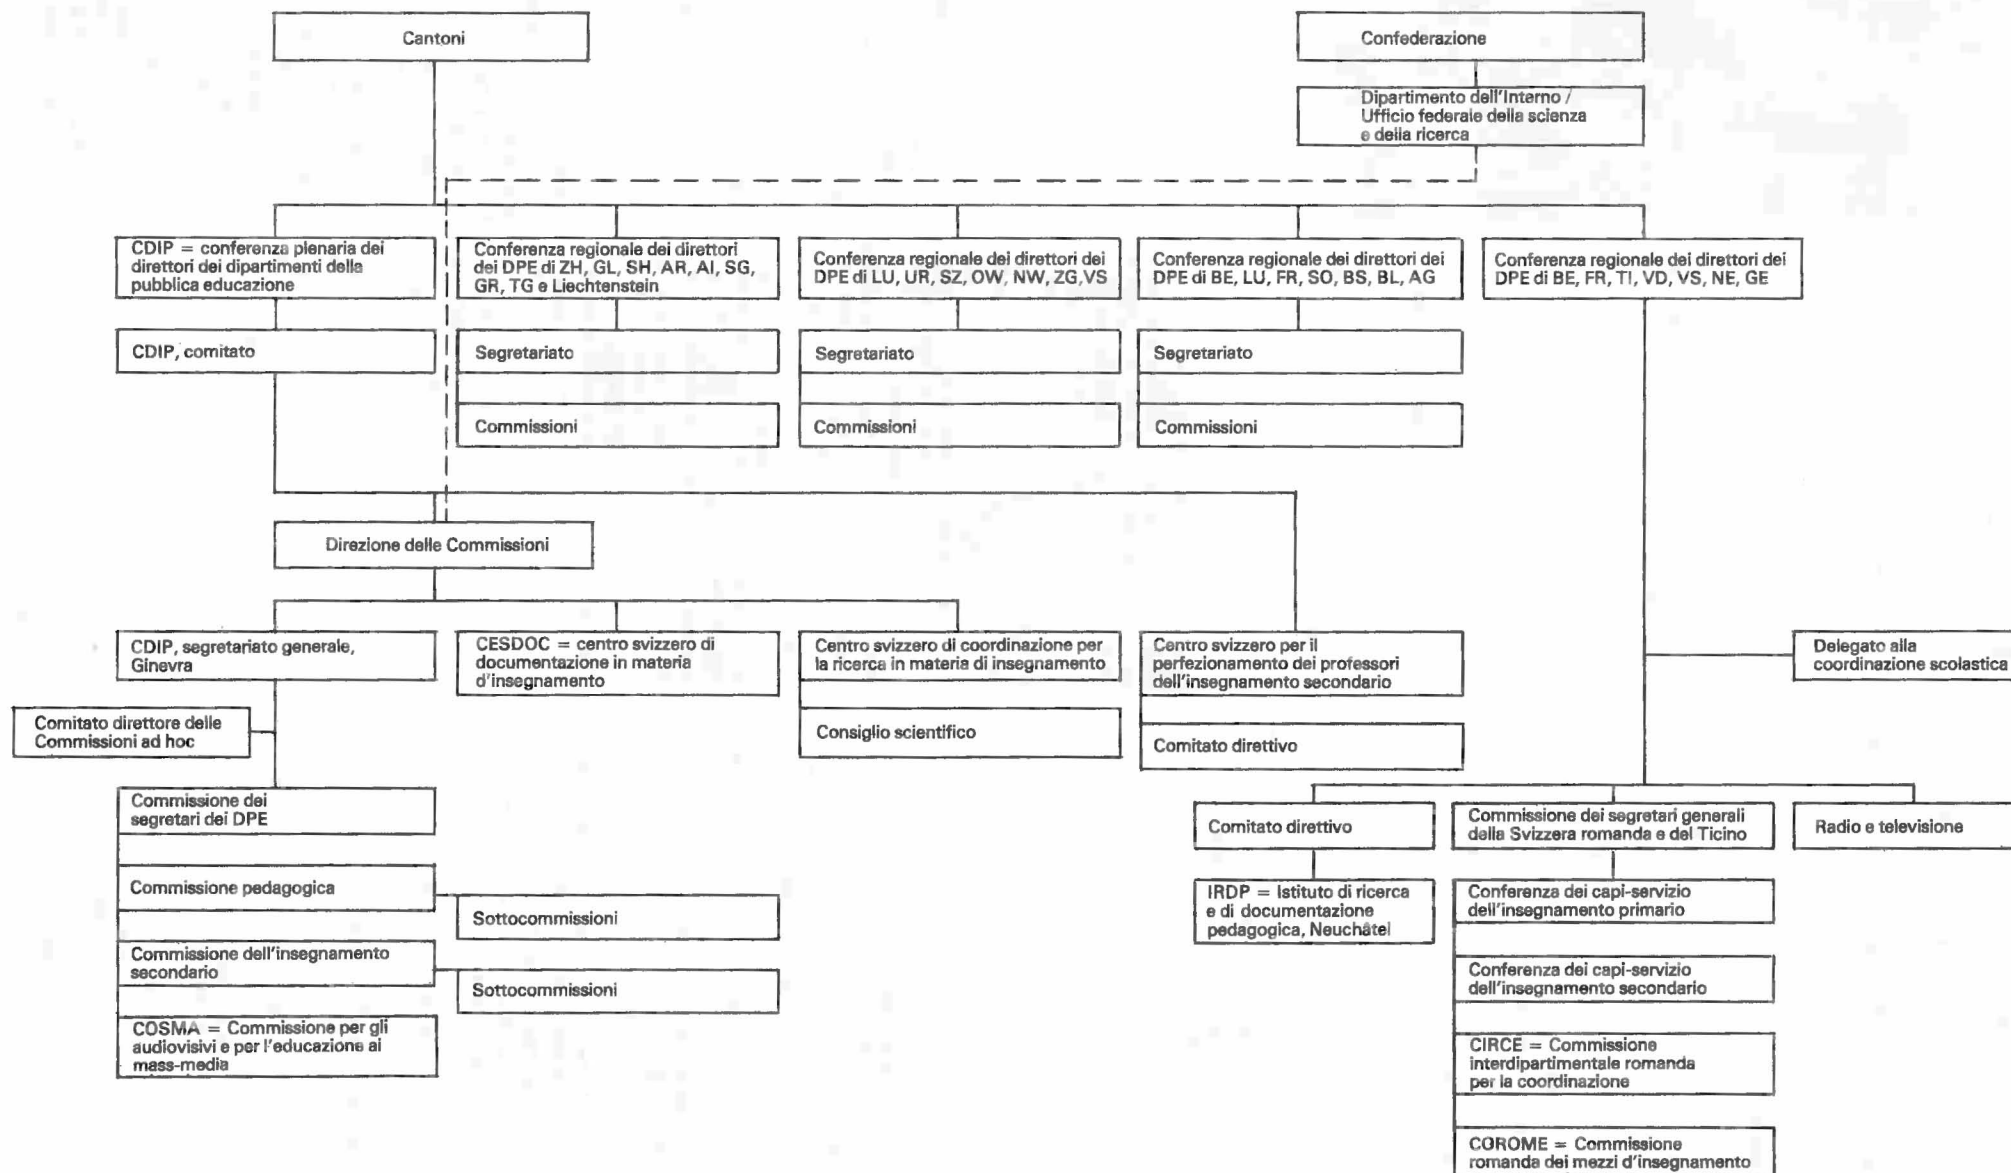 Cantoni
Confederazione
Dipartimento dell'Interno /
Ufficio federale della scienza
e della ricerca
CDIP = conferenza plenaria dei
direttori dei dipartimenti della
pubblica educazione
Conferenza regionale dei direttori
dei DPE di ZH, GL, SH, AR, AI, SG,
GR, TG e Liechtenstein
Conferenza regionale dei direttori dei
DPE di LU, UR, SZ, OW, NW, ZG,VS
Conferenza regionale dei direttori dei
DPE di BE, LU, FR, SO, BS, BL, AG
Conferenza regionale dei direttori dei
DPE di BE, FR, TI, VD, VS, NE, GE
CDIP, comitato
Segretariato
Segretariato
Segretariato
Commissioni
Commissioni
Commissioni
Direzione delle Commissioni
CDIP, segretariato generale,
Ginevra
CESDOC = centro svizzero di
documentazione in materia
d'insegnamento
Centro svizzero di coordinazione per
la ricerca in materia di insegnamento
Centro svizzero per il
perfezionamento dei professori
dell'insegnamento secondario
Delegato alla
coordinazione scolastica
Comitato direttore delle
Commissioni ad hoc
Consiglio scientifico
Comitato direttivo
Commissione dei
segretari dei DPE
Comitato direttivo
Commissione dei segretari generali
della Svizzera romanda e del Ticino
Radio e televisione
Commissione pedagogica
Sottocommissioni
IRDP = Istituto di ricerca
e di documentazione
pedagogica, Neuchâtel
Conferenza dei capi-servizio
dell'insegnamento primario
Commissione dell'insegnamento
secondario
Sottocommissioni
Conferenza dei capi-servizio
dell'insegnamento secondario
COSMA = Commissione per gli
audiovisivi e per l'educazione ai
mass-media
CIRCE = Commissione
interdipartimentale romanda
per la coordinazione
COROME = Commissione
romanda dei mezzi d'insegnamento